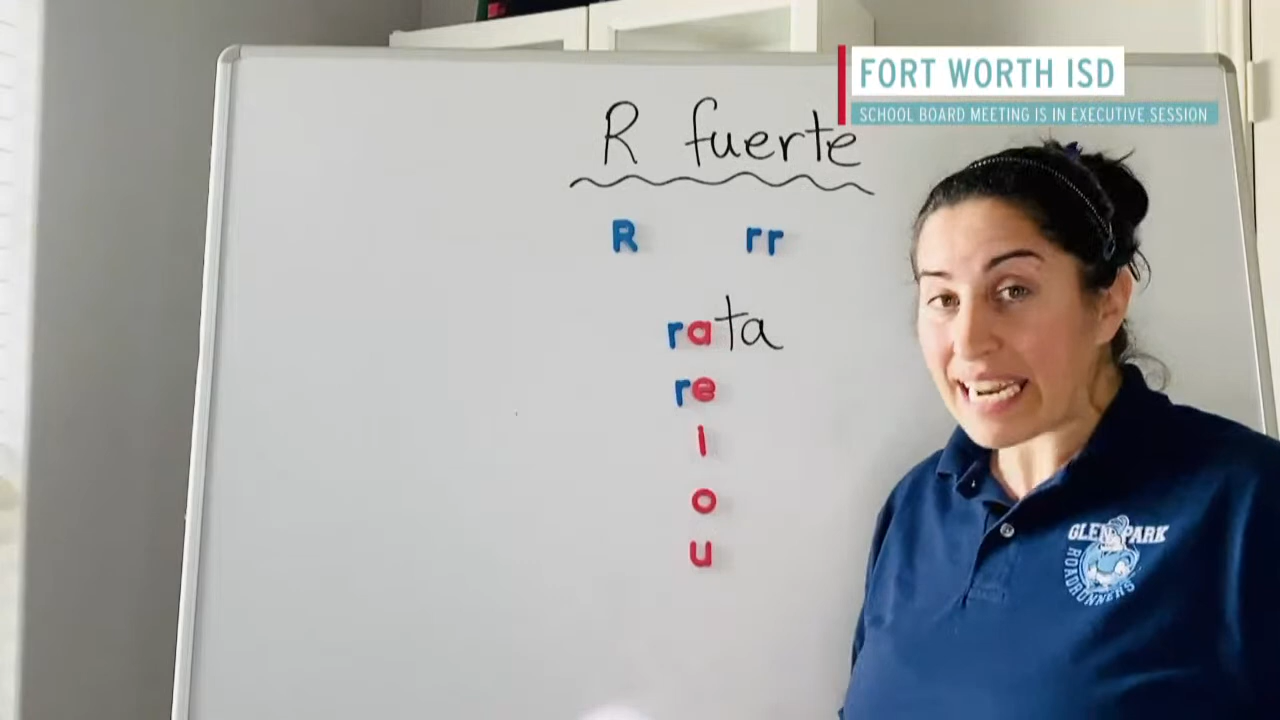 FORT WORTH ISD
SCHOOL BOARD MEETING IS IN EXECUTIVE SESSION
R fuerte
R rr
rata
re
i
o
u
GLEN PARK
ROADRUNNERS